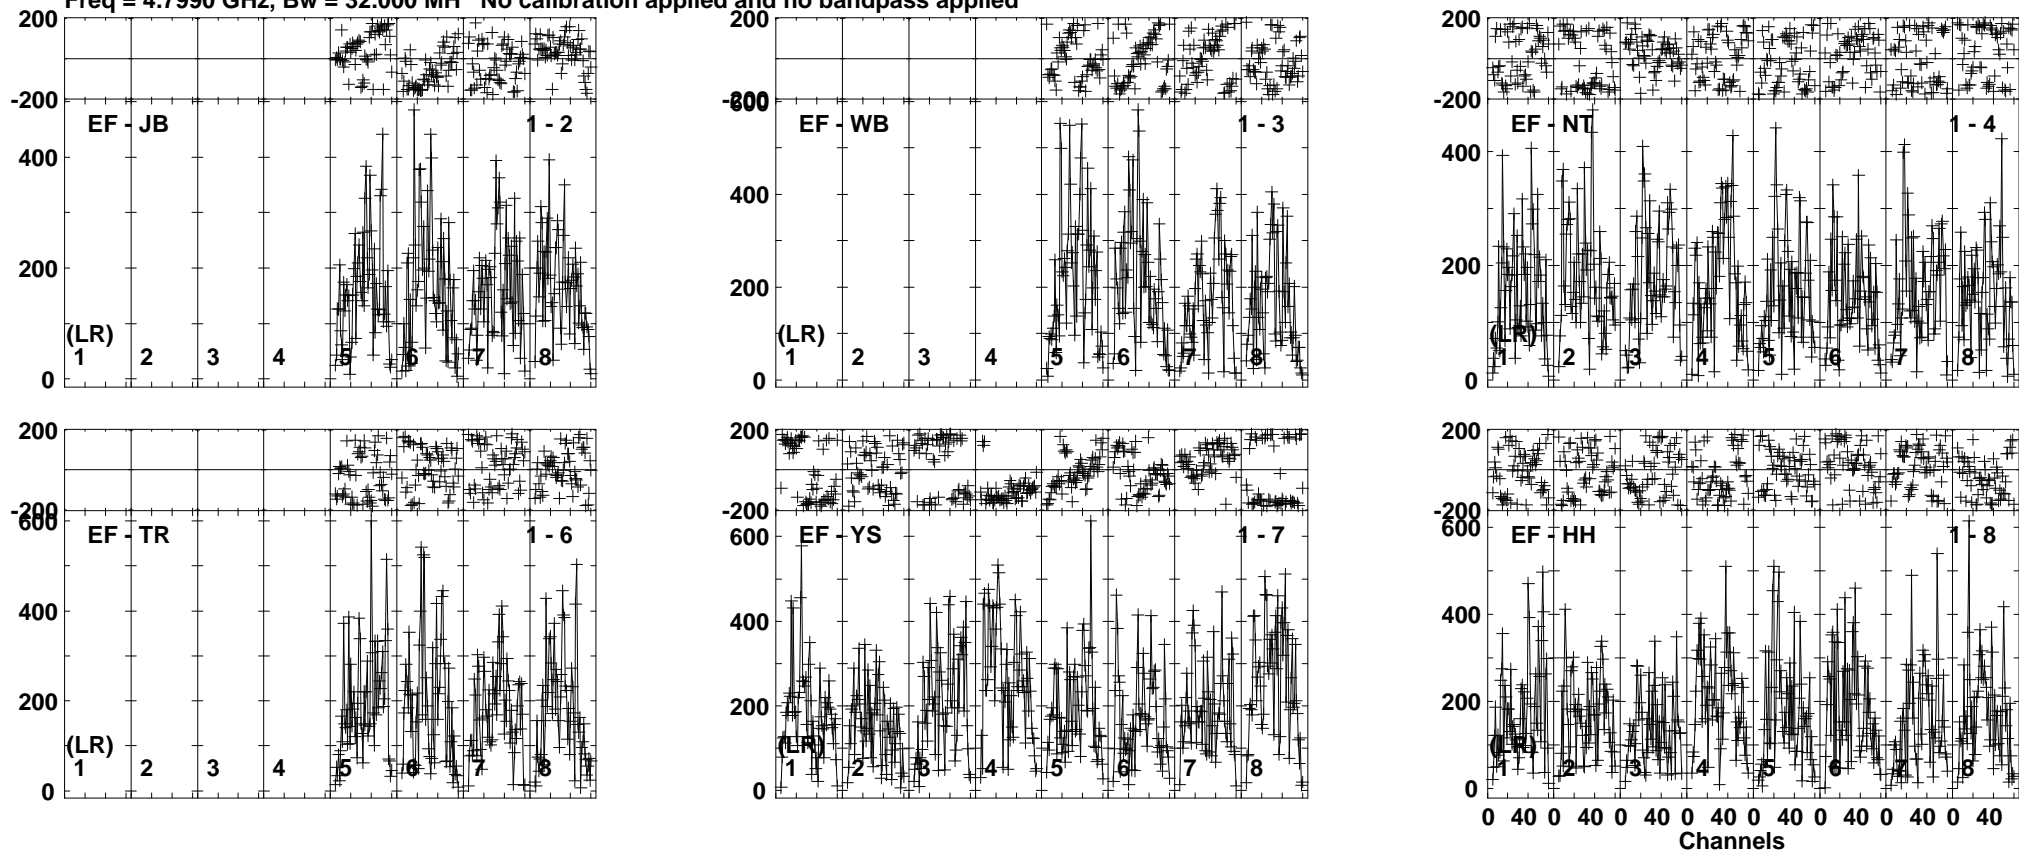 Freq = 4.7990 GHz, Bw = 32.000 MH No calibration applied and no bandpass applied
200
-200
EF - JB
1 - 2
400
200
0
(LR)
1 2 3 4 5 6 7 8
200
-200
600
EF - WB
1 - 3
400
200
0
(LR)
1 2 3 4 5 6 7 8
200
-200
EF - NT
1 - 4
400
200
0
(LR)
1 2 3 4 5 6 7 8
200
-200
600
EF - TR
1 - 6
400
200
0
(LR)
1 2 3 4 5 6 7 8
200
-200
600
EF - YS
1 - 7
400
200
0
(LR)
1 2 3 4 5 6 7 8
200
-200
600
EF - HH
1 - 8
400
200
0
(LR)
1 2 3 4 5 6 7 8
0 40 0 40 0 40 0 40 0 40 0 40 0 40 0 40
Channels